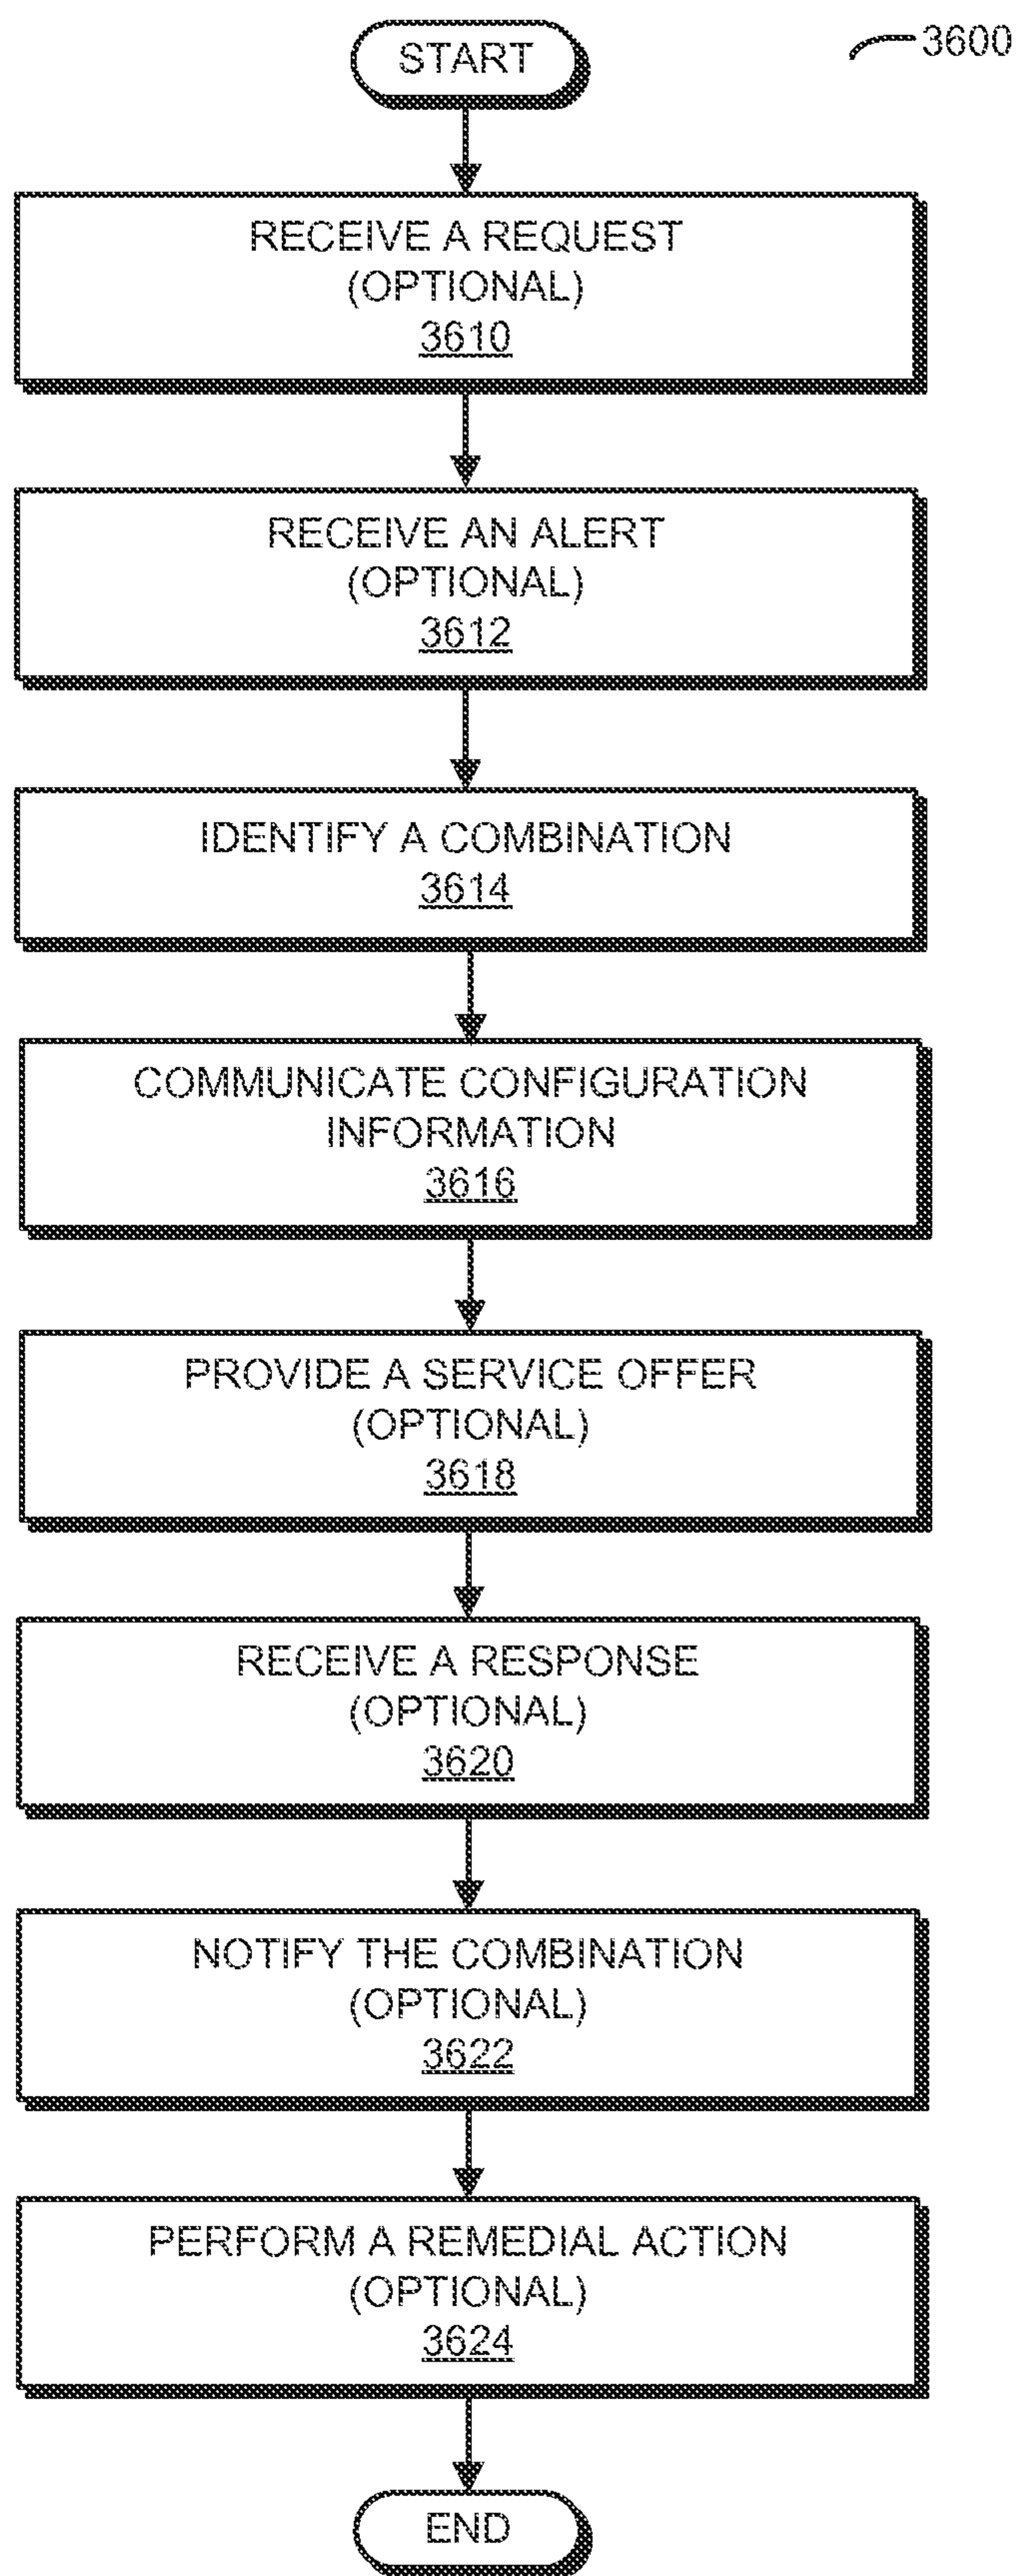 START
3600
RECEIVE A REQUEST
(OPTIONAL)
3610
RECEIVE AN ALERT
(OPTIONAL)
3612
IDENTIFY A COMBINATION
3614
COMMUNICATE CONFIGURATION
INFORMATION
3616
PROVIDE A SERVICE OFFER
(OPTIONAL)
3618
RECEIVE A RESPONSE
(OPTIONAL)
3620
NOTIFY THE COMBINATION
(OPTIONAL)
3622
PERFORM A REMEDIAL ACTION
(OPTIONAL)
3624
END